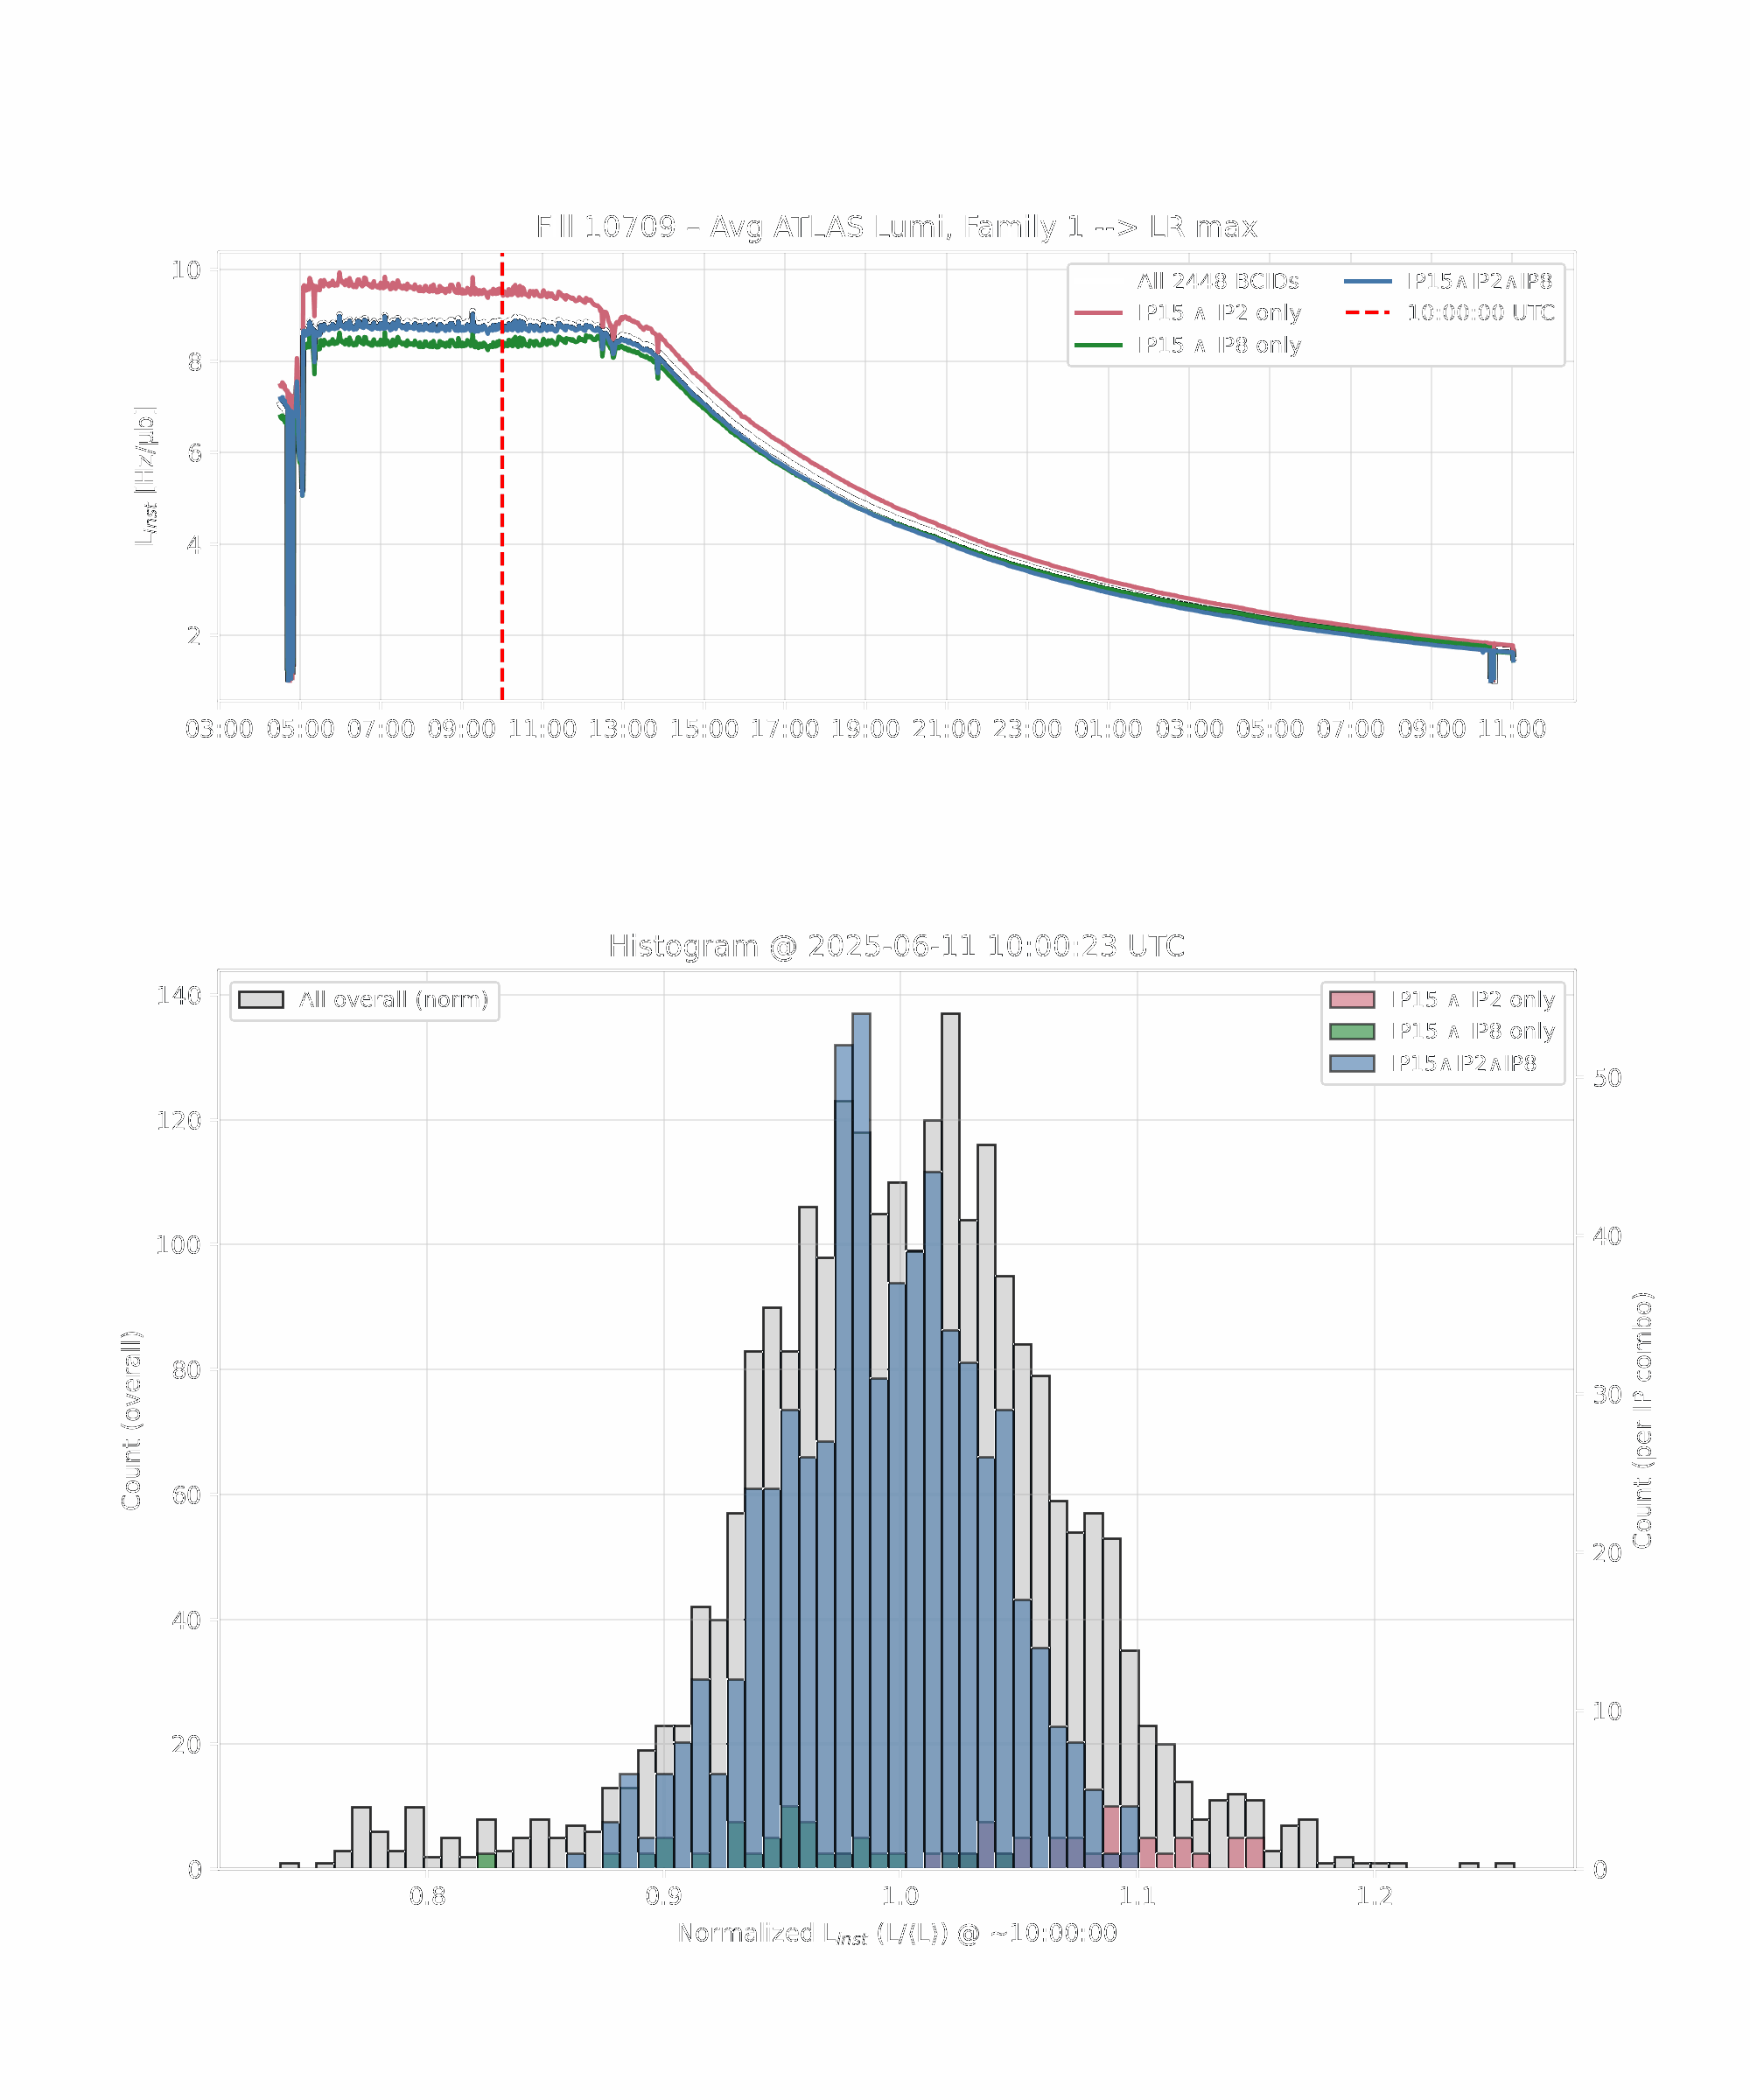 Fill 10709 – Avg ATLAS Lumi, Family 1 --> LR max
10
8
6
4
2
L_inst [Hz/µb]
All 2448 BCIDs
IP15 ∧ IP2 only
IP15 ∧ IP8 only
IP15∧IP2∧IP8
10:00:00 UTC
03:00 05:00 07:00 09:00 11:00 13:00 15:00 17:00 19:00 21:00 23:00 01:00 03:00 05:00 07:00 09:00 11:00
Histogram @ 2025-06-11 10:00:23 UTC
All overall (norm)
IP15 ∧ IP2 only
IP15 ∧ IP8 only
IP15∧IP2∧IP8
140
120
100
80
60
40
20
0
Count (overall)
50
40
30
20
10
0
Count (per IP combo)
0.8 0.9 1.0 1.1 1.2
Normalized L_inst (L/⟨L⟩) @ ~10:00:00